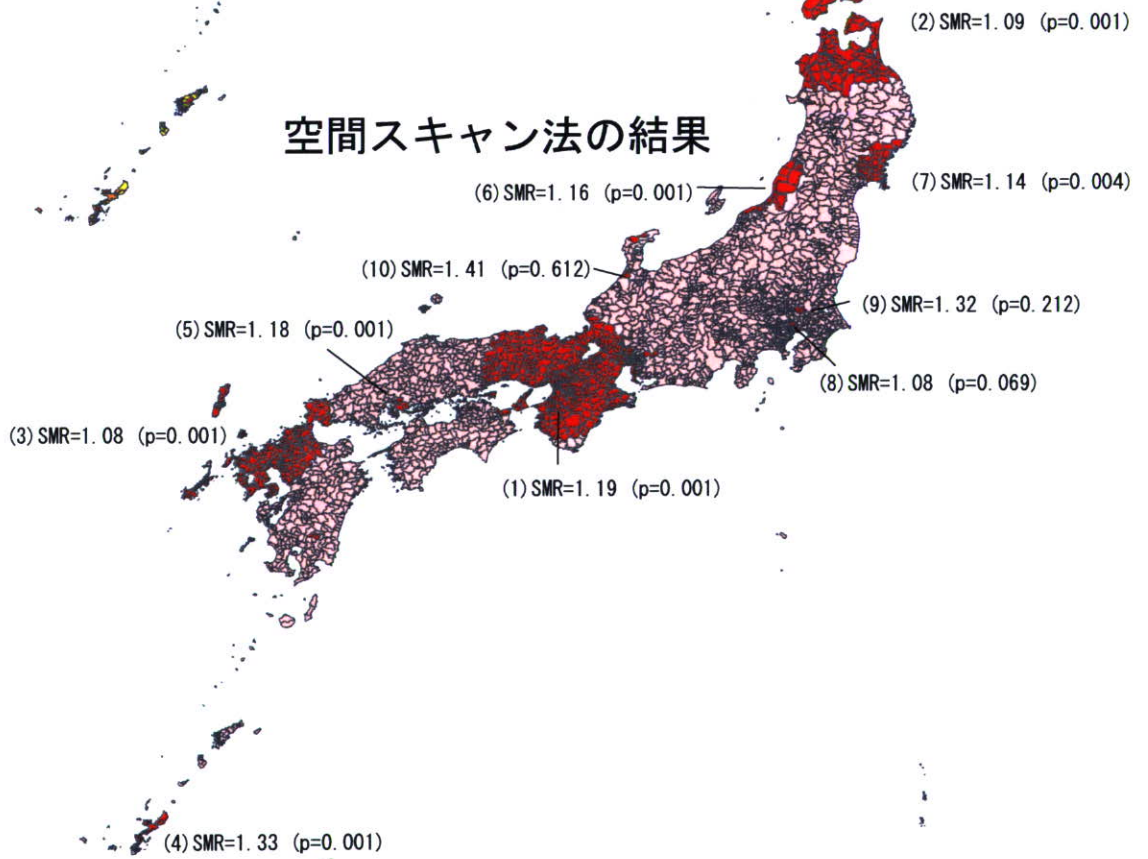 (2) SMR=1.09 (p=0.001)
空間スキャン法の結果
(6) SMR=1.16 (p=0.001)
(7) SMR=1.14 (p=0.004)
(10) SMR=1.41 (p=0.612)
(9) SMR=1.32 (p=0.212)
(5) SMR=1.18 (p=0.001)
(8) SMR=1.08 (p=0.069)
(3) SMR=1.08 (p=0.001)
(1) SMR=1.19 (p=0.001)
(4) SMR=1.33 (p=0.001)